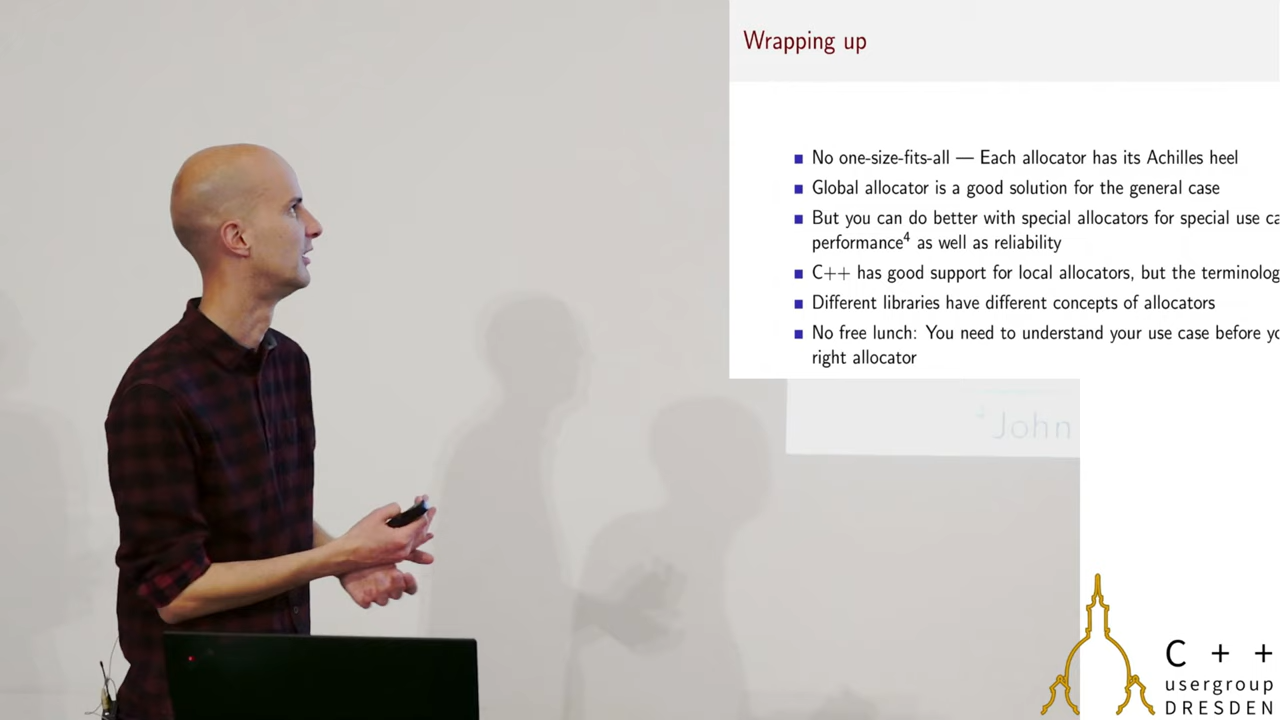 Wrapping up
No one-size-fits-all — Each allocator has its Achilles heel
Global allocator is a good solution for the general case
But you can do better with special allocators for special use ca
performance⁴ as well as reliability
C++ has good support for local allocators, but the terminolog
Different libraries have different concepts of allocators
No free lunch: You need to understand your use case before yo
right allocator
4 John
C + +
usergroup
DRESDEN